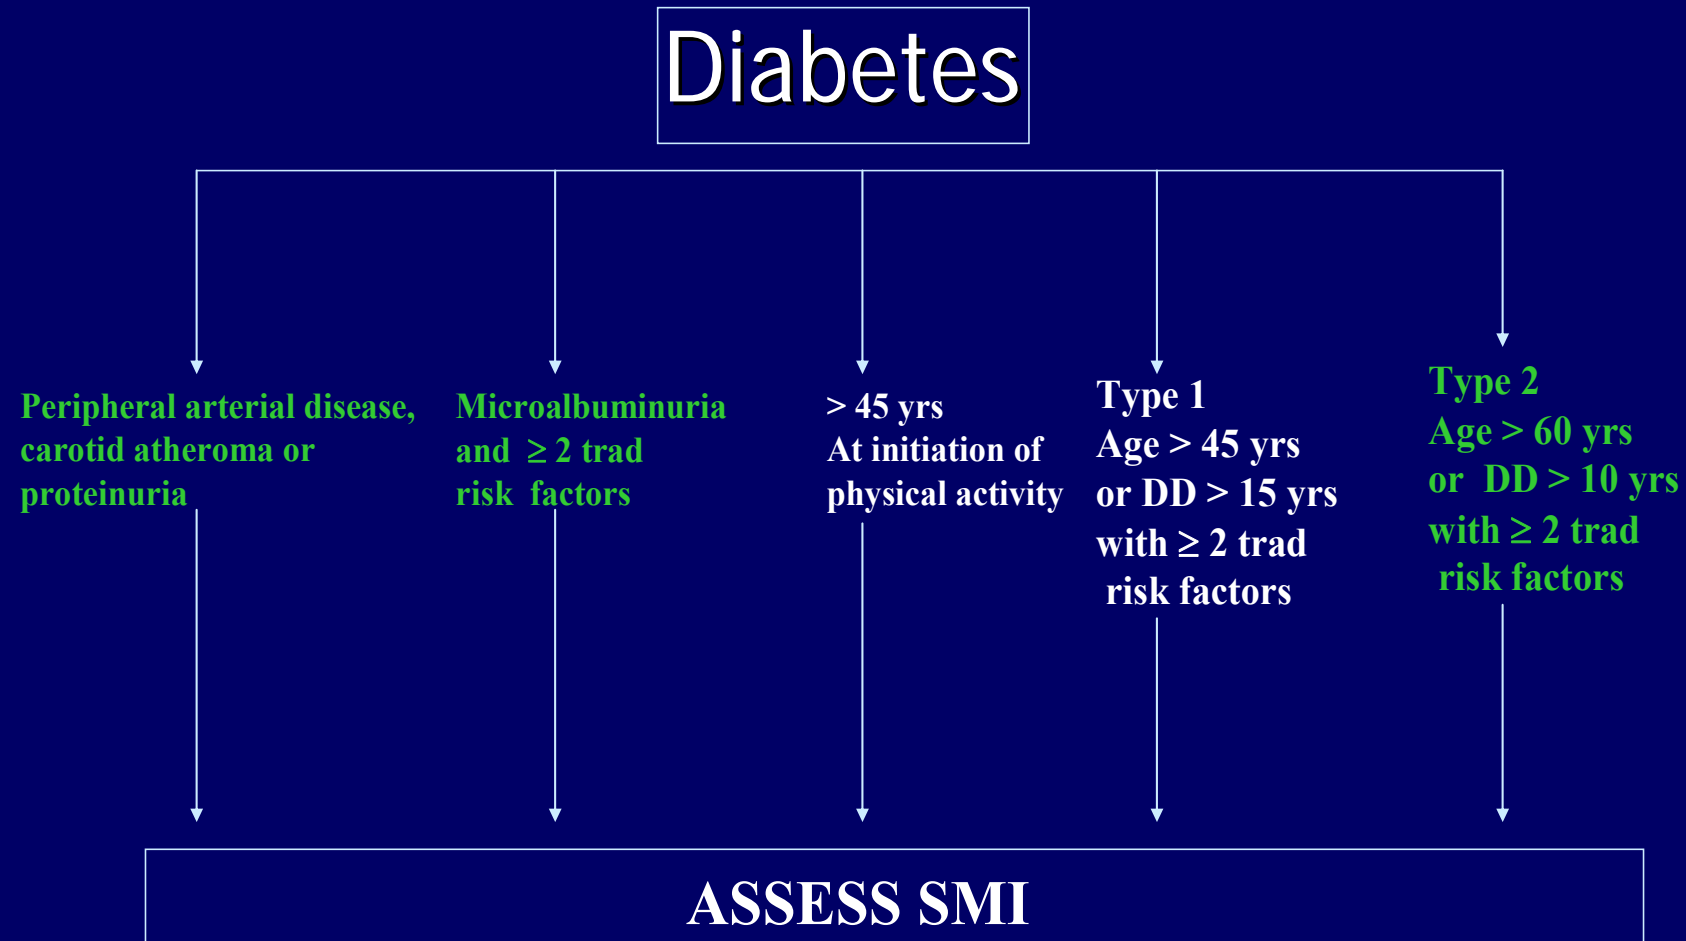 Diabetes
Peripheral arterial disease,
carotid atheroma or
proteinuria
Microalbuminuria
and ≥ 2 trad
risk factors
> 45 yrs
At initiation of
physical activity
Type 1
Age > 45 yrs
or DD > 15 yrs
with ≥ 2 trad
risk factors
Type 2
Age > 60 yrs
or DD > 10 yrs
with ≥ 2 trad
risk factors
ASSESS SMI